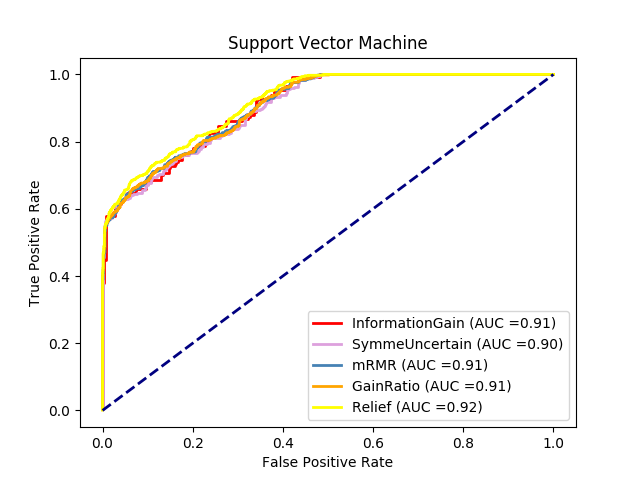 Support Vector Machine
True Positive Rate
1.0
0.8
0.6
0.4
0.2
0.0
InformationGain (AUC =0.91)
SymmeUncertain (AUC =0.90)
mRMR (AUC =0.91)
GainRatio (AUC =0.91)
Relief (AUC =0.92)
0.0 0.2 0.4 0.6 0.8 1.0
False Positive Rate